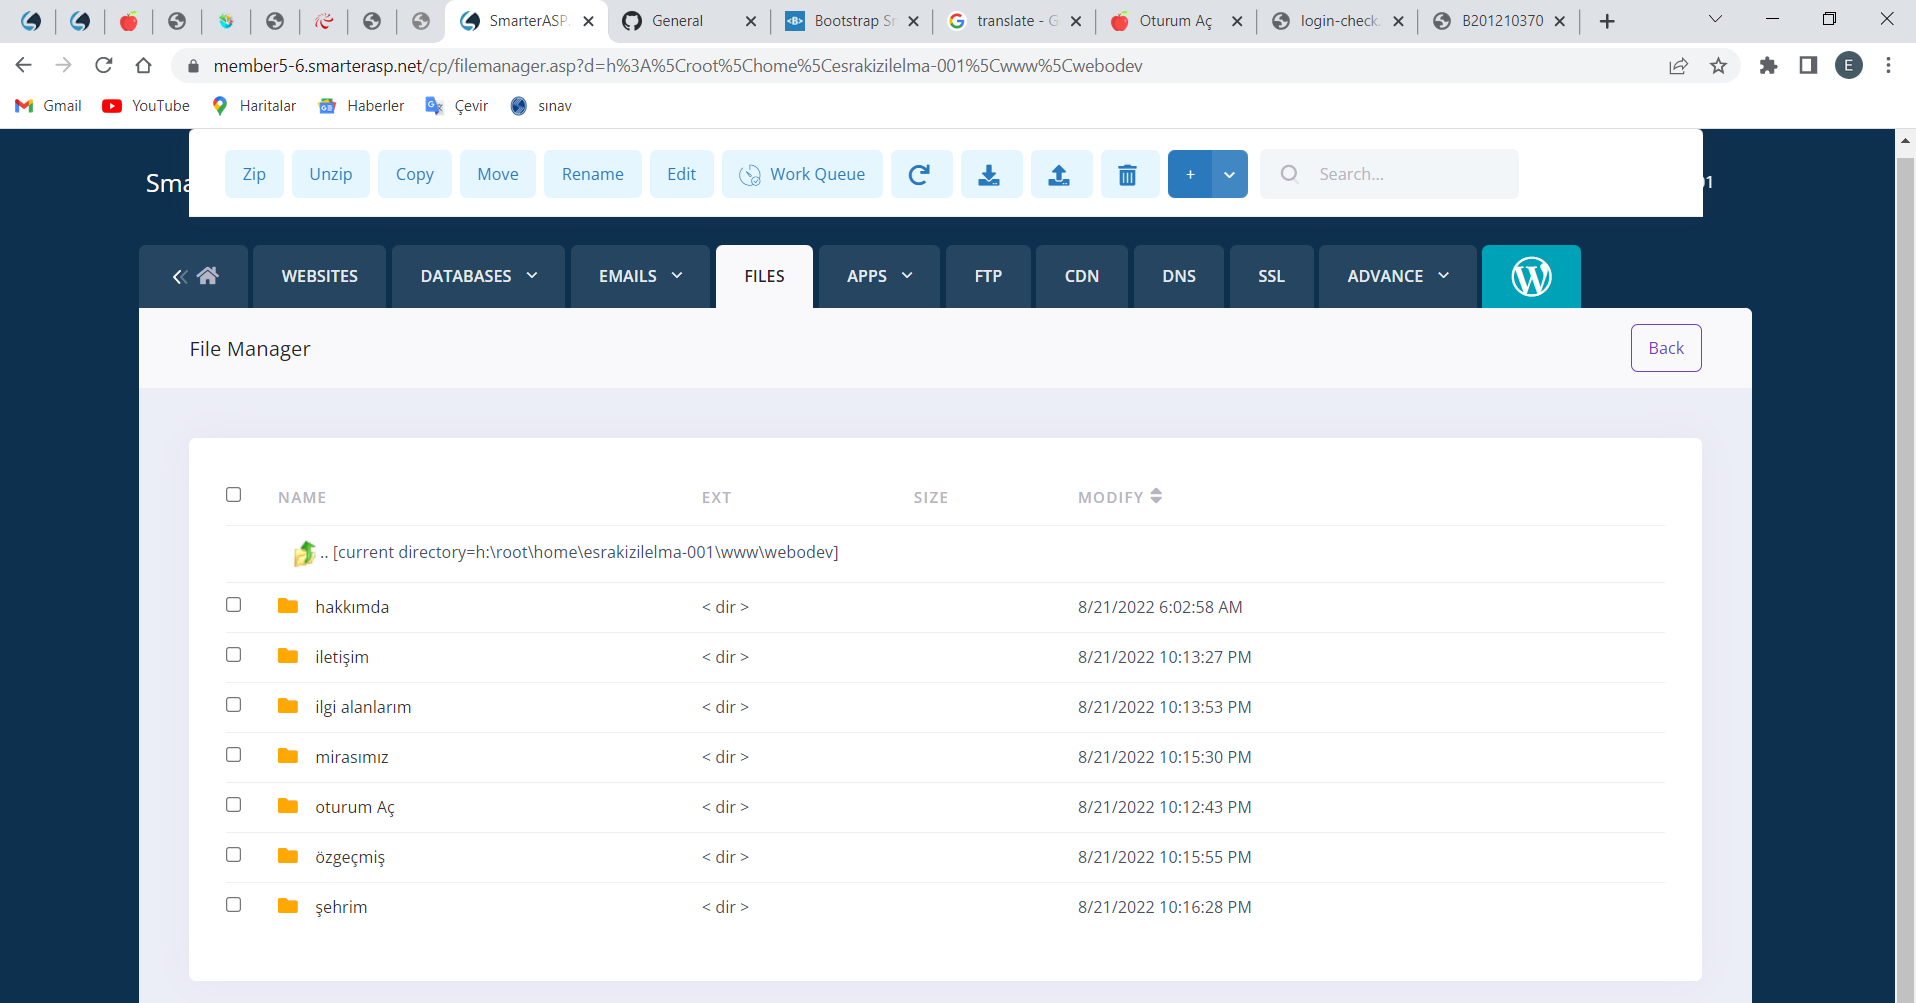 SmarterASP.
General
Bootstrap Sr
translate - G
Oturum Aç
login-check.
B201210370
member5-6.smarterasp.net/cp/filemanager.asp?d=h%3A%5Croot%5Chome%5Cesrakizilelma-001%5Cwww%5Cwebodev
E
Gmail
YouTube
Haritalar
Haberler
Çevir
sınav
Sma
Zip
Unzip
Copy
Move
Rename
Edit
Work Queue
+
Search...
01
WEBSITES
DATABASES
EMAILS
FILES
APPS
FTP
CDN
DNS
SSL
ADVANCE
File Manager
Back
NAME EXT SIZE MODIFY
.. [current directory=h:\root\home\esrakizilelma-001\www\webodev]
hakkımda < dir > 8/21/2022 6:02:58 AM
iletişim < dir > 8/21/2022 10:13:27 PM
ilgi alanlarım < dir > 8/21/2022 10:13:53 PM
mirasımız < dir > 8/21/2022 10:15:30 PM
oturum Aç < dir > 8/21/2022 10:12:43 PM
özgeçmiş < dir > 8/21/2022 10:15:55 PM
şehrim < dir > 8/21/2022 10:16:28 PM